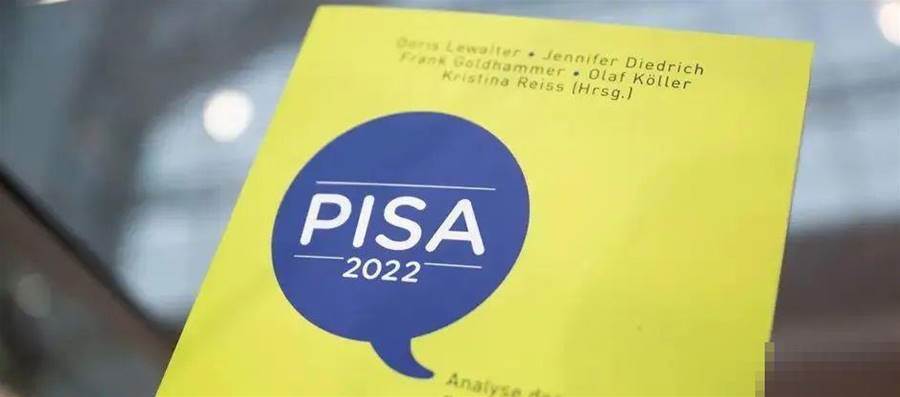 Doris Lewalter • Jennifer Diedrich
Frank Goldhammer • Olaf Köller
Kristina Reiss (Hrsg.)
PISA
2022
Analyse